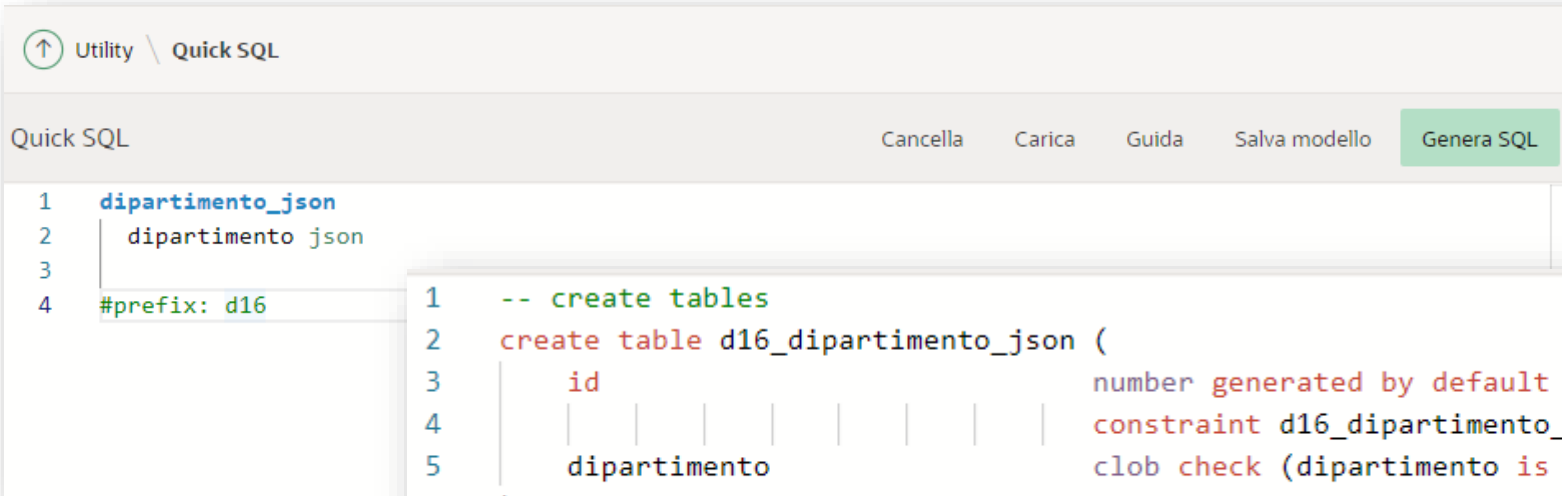 Utility \ Quick SQL
Quick SQL Cancella Carica Guida Salva modello Genera SQL
1 dipartimento_json
2 dipartimento json
3
4 #prefix: d16
1 -- create tables
2 create table d16_dipartimento_json (
3 id number generated by default
4 constraint d16_dipartimento_
5 dipartimento clob check (dipartimento is